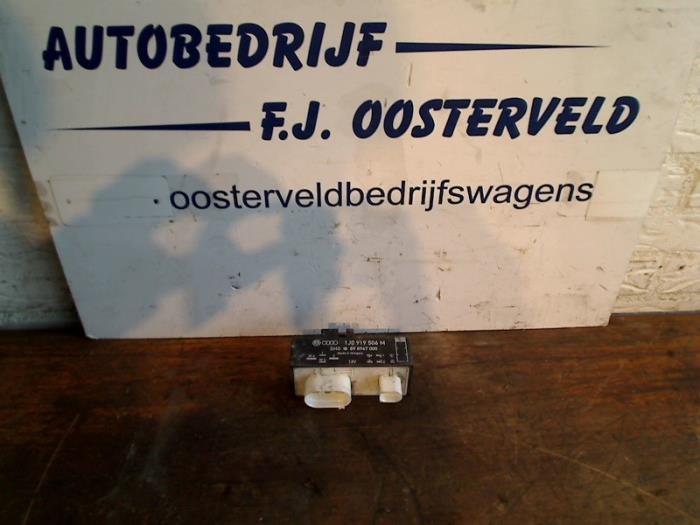 AUTOBEDRIJF
F.J. OOSTERVELD
.oosterveldbedrijfswagens
1J0 919 506 M